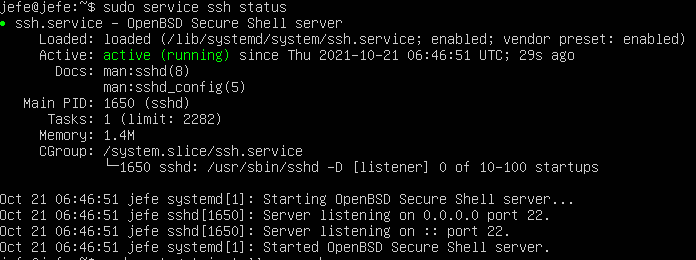 jefe@jefe:~$ sudo service ssh status
● ssh.service - OpenBSD Secure Shell server
Loaded: loaded (/lib/systemd/system/ssh.service; enabled; vendor preset: enabled)
Active: active (running) since Thu 2021-10-21 06:46:51 UTC; 29s ago
Docs: man:sshd(8)
man:sshd_config(5)
Main PID: 1650 (sshd)
Tasks: 1 (limit: 2282)
Memory: 1.4M
CGroup: /system.slice/ssh.service
└─1650 sshd: /usr/sbin/sshd -D [listener] 0 of 10-100 startups
Oct 21 06:46:51 jefe systemd[1]: Starting OpenBSD Secure Shell server...
Oct 21 06:46:51 jefe sshd[1650]: Server listening on 0.0.0.0 port 22.
Oct 21 06:46:51 jefe sshd[1650]: Server listening on :: port 22.
Oct 21 06:46:51 jefe systemd[1]: Started OpenBSD Secure Shell server.
jefe@jefe:~$